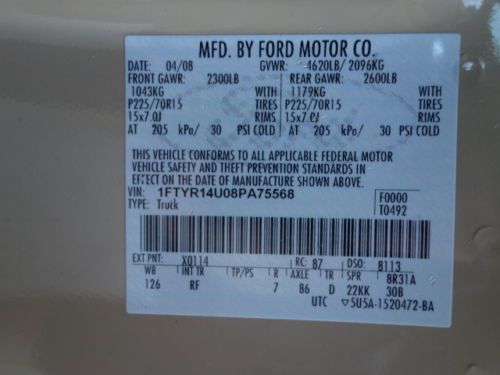 MFD. BY FORD MOTOR CO.
DATE: 04/08 GVWR: 4620LB/ 2096KG
FRONT GAWR: 2300LB REAR GAWR: 2600LB
1043KG WITH 1179KG WITH
P225/70R15 TIRES P225/70R15 TIRES
15x7.0J RIMS 15x7.0J RIMS
AT 205 kPa/ 30 PSI COLD AT 205 kPa/ 30 PSI COLD
THIS VEHICLE CONFORMS TO ALL APPLICABLE FEDERAL MOTOR
VEHICLE SAFETY AND THEFT PREVENTION STANDARDS IN
EFFECT ON THE DATE OF MANUFACTURE SHOWN ABOVE.
VIN: 1FTYR14U08PA75568 F0000
TYPE: Truck T0492
EXT PNT: XQ114 RC: 87 DSO: 8113
WB INT TR TP/PS R AXLE TR SPR 8R31A
126 RF 7 86 D 22KK 30B
UTC ▽5U5A-1520472-BA